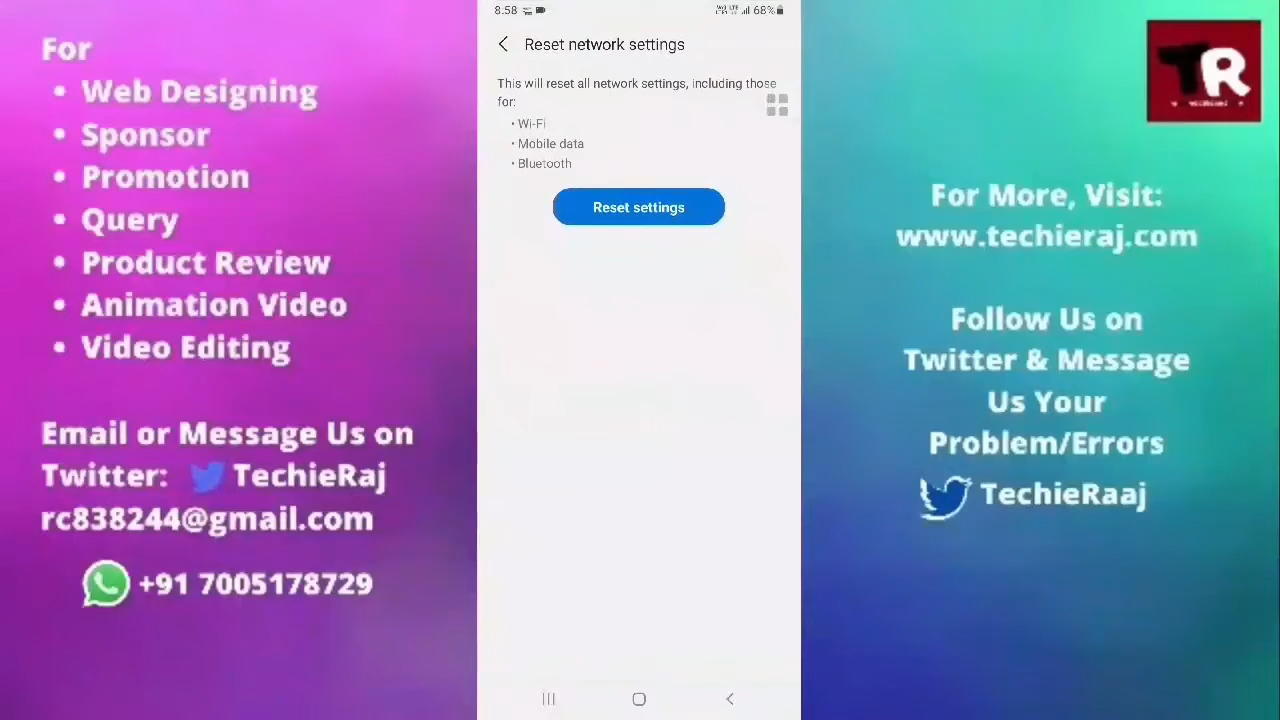 For
• Web Designing
• Sponsor
• Promotion
• Query
• Product Review
• Animation Video
• Video Editing
Email or Message Us on
Twitter: TechieRaj
rc838244@gmail.com
+91 7005178729
8:58
68%
Reset network settings
This will reset all network settings, including those
for:
• Wi-Fi
• Mobile data
• Bluetooth
Reset settings
TR
For More, Visit:
www.techieraj.com
Follow Us on
Twitter & Message
Us Your
Problem/Errors
TechieRaaj